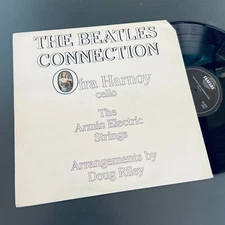 THE BEATLES
CONNECTION
Ofra Harnoy
cello
The
Armin Electric
Strings
Arrangements by
Doug Riley